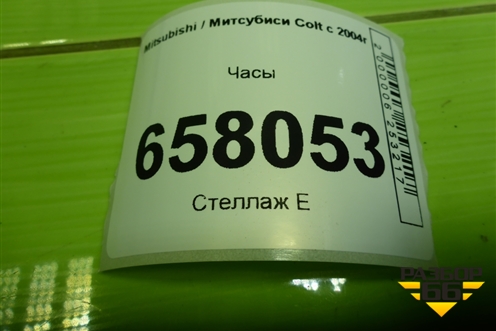 Mitsubishi / Митсубиси Colt с 2004г
Часы
658053
Стеллаж Е
2000006253217
РАЗБОР
66